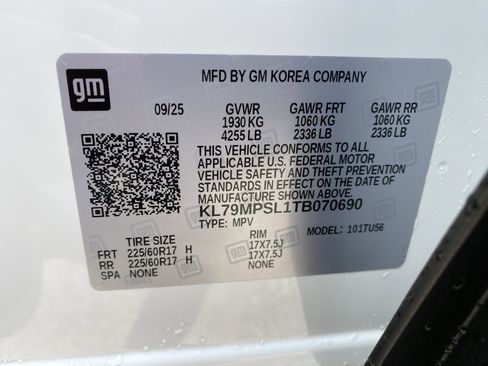 gm
MFD BY GM KOREA COMPANY
09/25 GVWR GAWR FRT GAWR RR
1930 KG 1060 KG 1060 KG
4255 LB 2336 LB 2336 LB
THIS VEHICLE CONFORMS TO ALL
APPLICABLE U.S. FEDERAL MOTOR
VEHICLE SAFETY AND THEFT PREVENTION
STANDARDS IN EFFECT ON THE DATE OF
MANUFACTURE SHOWN ABOVE.
KL79MPSL1TB070690
TYPE: MPV MODEL: 101TU56
TIRE SIZE RIM
FRT 225/60R17 H 17X7.5J
RR 225/60R17 H 17X7.5J
SPA NONE NONE